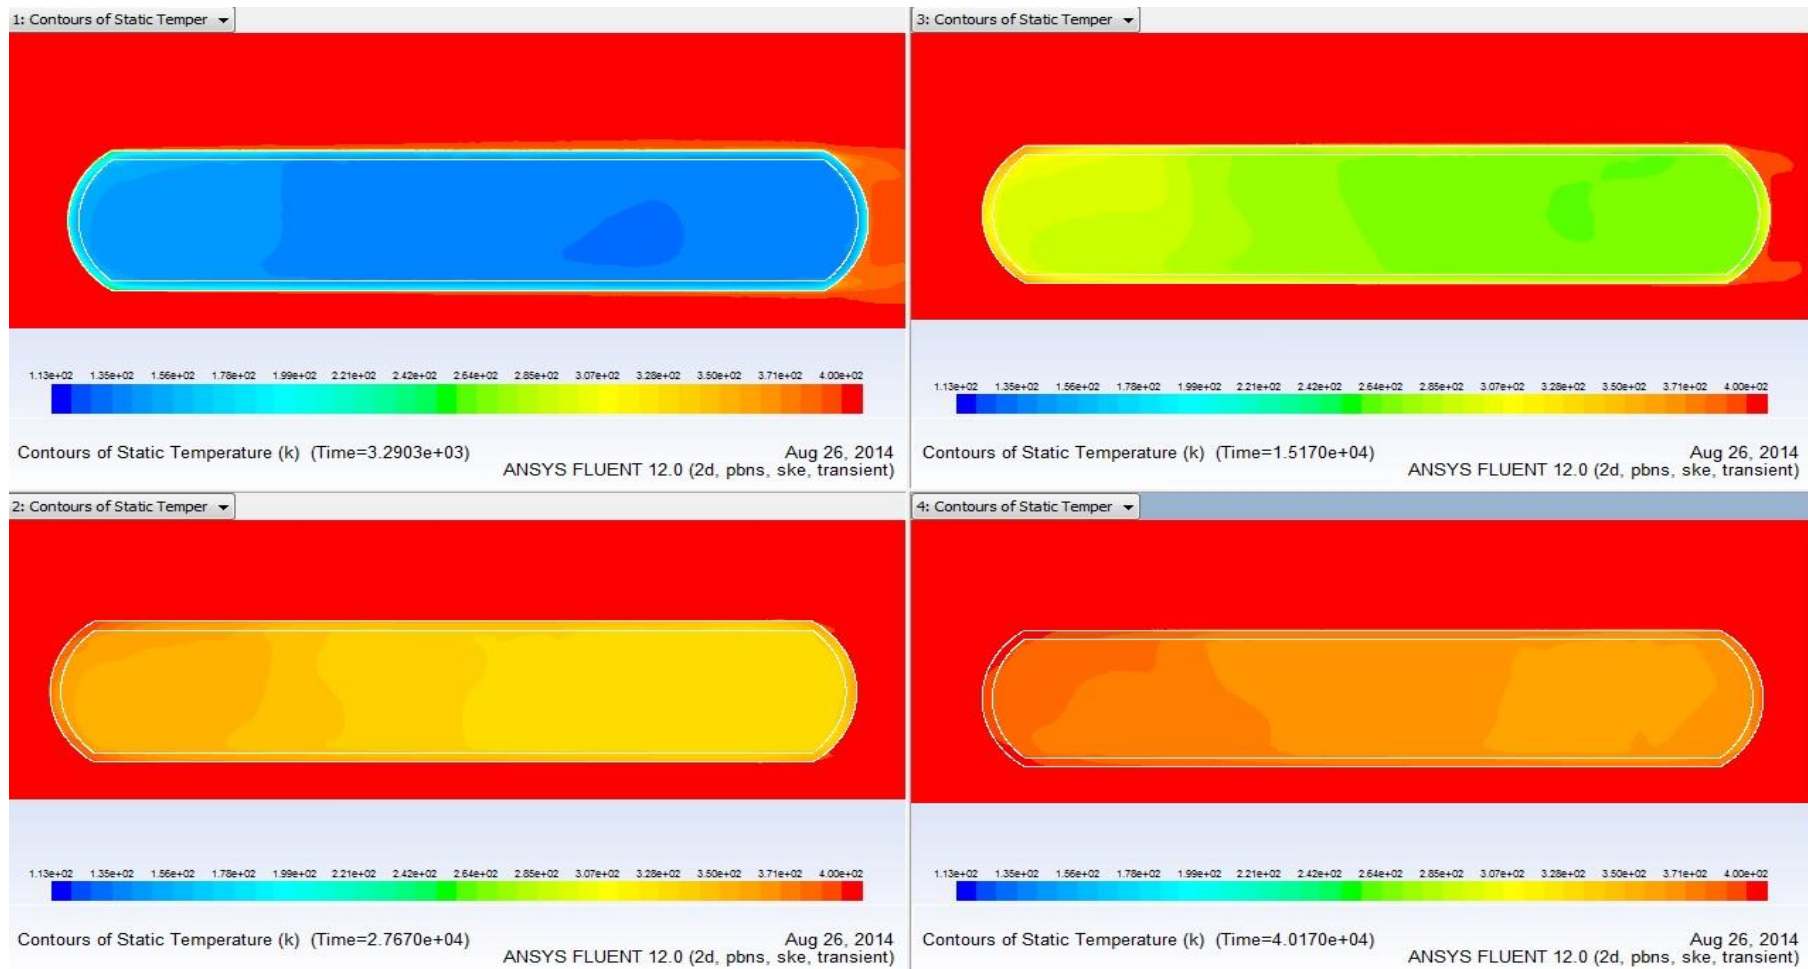 1: Contours of Static Temper
1.13e+02 1.35e+02 1.56e+02 1.78e+02 1.99e+02 2.21e+02 2.42e+02 2.64e+02 2.85e+02 3.07e+02 3.28e+02 3.50e+02 3.71e+02 4.00e+02
Contours of Static Temperature (k) (Time=3.2903e+03)
Aug 26, 2014
ANSYS FLUENT 12.0 (2d, pbns, ske, transient)
3: Contours of Static Temper
1.13e+02 1.35e+02 1.56e+02 1.78e+02 1.99e+02 2.21e+02 2.42e+02 2.64e+02 2.85e+02 3.07e+02 3.28e+02 3.50e+02 3.71e+02 4.00e+02
Contours of Static Temperature (k) (Time=1.5170e+04)
Aug 26, 2014
ANSYS FLUENT 12.0 (2d, pbns, ske, transient)
2: Contours of Static Temper
1.13e+02 1.35e+02 1.56e+02 1.78e+02 1.99e+02 2.21e+02 2.42e+02 2.64e+02 2.85e+02 3.07e+02 3.28e+02 3.50e+02 3.71e+02 4.00e+02
Contours of Static Temperature (k) (Time=2.7670e+04)
Aug 26, 2014
ANSYS FLUENT 12.0 (2d, pbns, ske, transient)
4: Contours of Static Temper
1.13e+02 1.35e+02 1.56e+02 1.78e+02 1.99e+02 2.21e+02 2.42e+02 2.64e+02 2.85e+02 3.07e+02 3.28e+02 3.50e+02 3.71e+02 4.00e+02
Contours of Static Temperature (k) (Time=4.0170e+04)
Aug 26, 2014
ANSYS FLUENT 12.0 (2d, pbns, ske, transient)